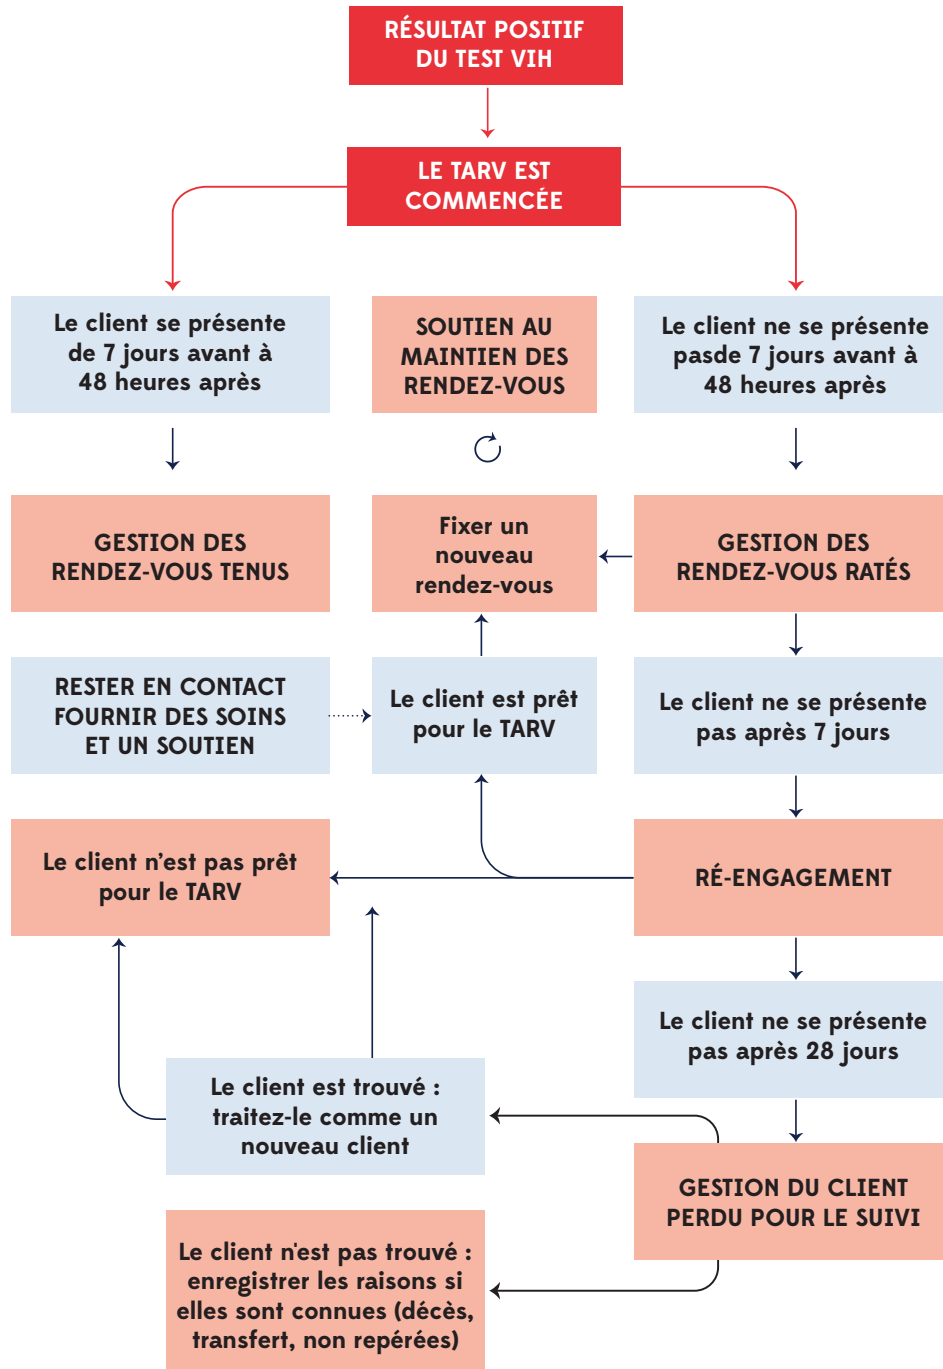 RÉSULTAT POSITIF
DU TEST VIH
LE TARV EST
COMMENCÉE
Le client se présente
de 7 jours avant à
48 heures après
SOUTIEN AU
MAINTIEN DES
RENDEZ-VOUS
Le client ne se présente
pasde 7 jours avant à
48 heures après
GESTION DES
RENDEZ-VOUS TENUS
Fixer un
nouveau
rendez-vous
GESTION DES
RENDEZ-VOUS RATÉS
RESTER EN CONTACT
FOURNIR DES SOINS
ET UN SOUTIEN
Le client est prêt
pour le TARV
Le client ne se présente
pas après 7 jours
Le client n’est pas prêt
pour le TARV
RÉ-ENGAGEMENT
Le client ne se présente
pas après 28 jours
Le client est trouvé :
traitez-le comme un
nouveau client
GESTION DU CLIENT
PERDU POUR LE SUIVI
Le client n'est pas trouvé :
enregistrer les raisons si
elles sont connues (décès,
transfert, non repérées)